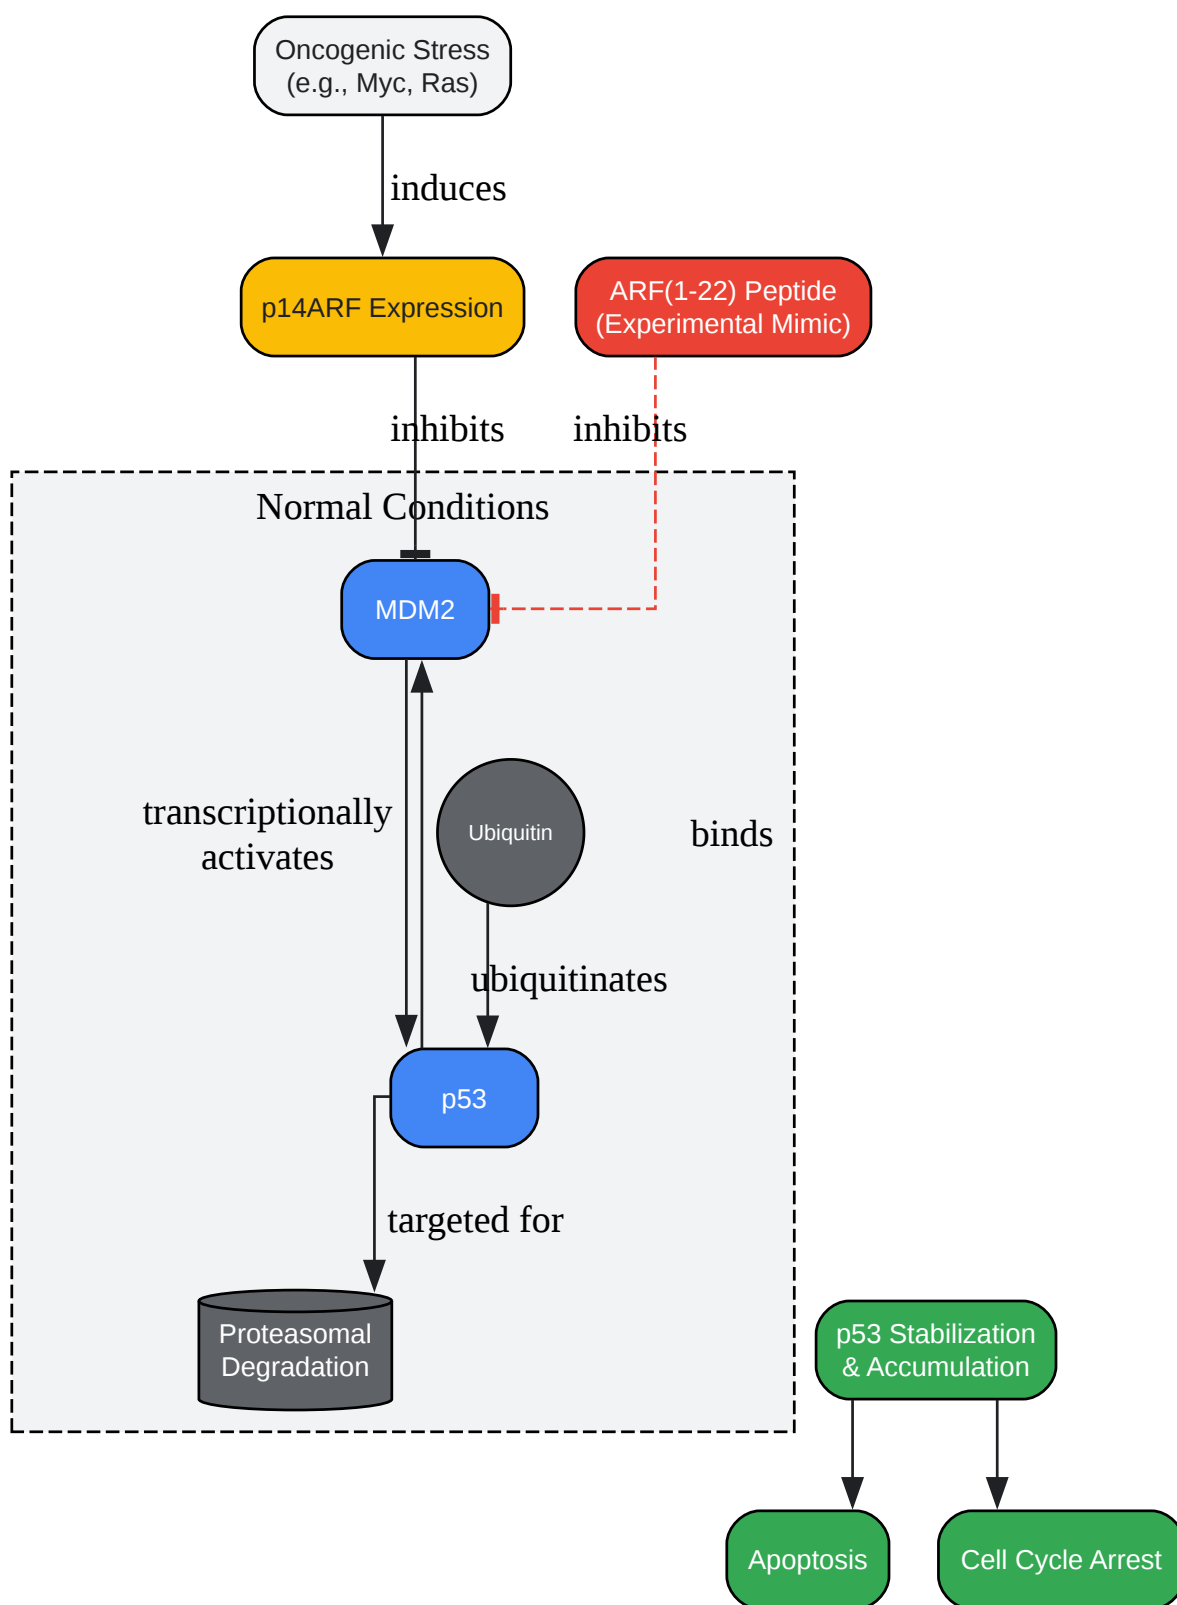 Oncogenic Stress
(e.g., Myc, Ras)
induces
p14ARF Expression
ARF(1-22) Peptide
(Experimental Mimic)
inhibits
inhibits
Normal Conditions
MDM2
transcriptionally
activates
Ubiquitin
binds
ubiquitinates
p53
targeted for
Proteasomal
Degradation
p53 Stabilization
& Accumulation
Apoptosis
Cell Cycle Arrest